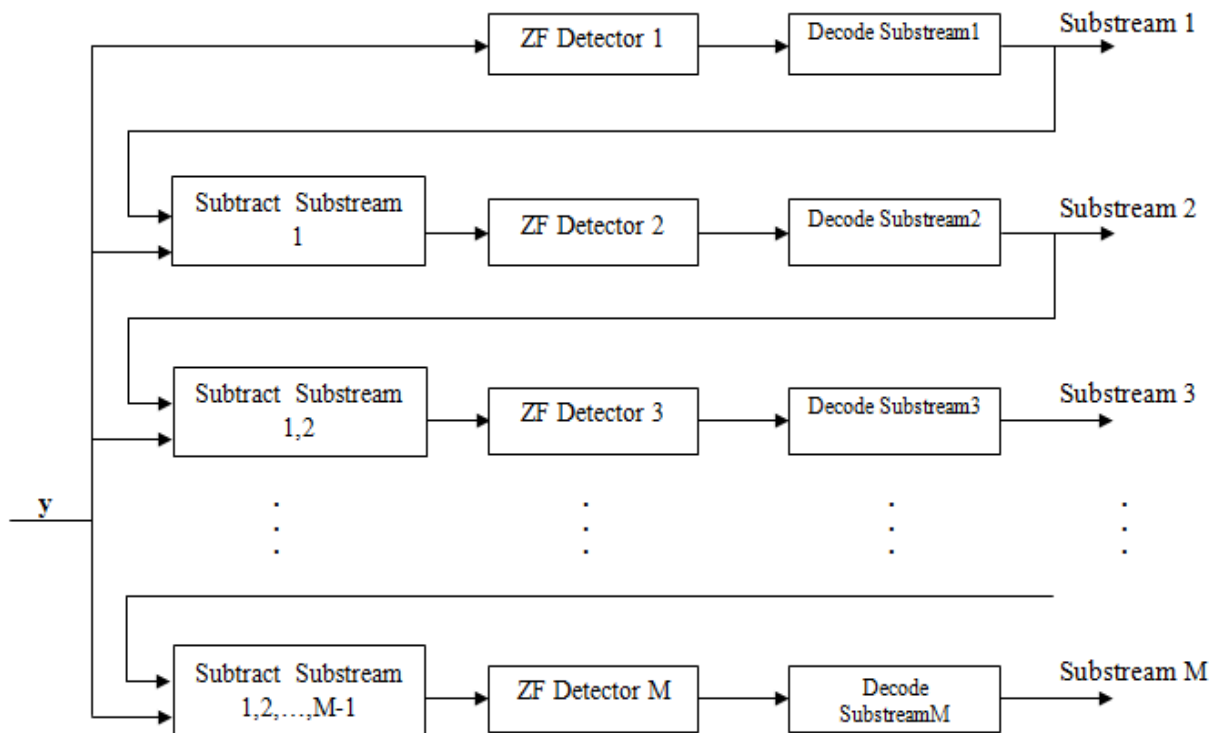 ZF Detector 1
Decode Substream1
Substream 1
Subtract Substream
1
ZF Detector 2
Decode Substream2
Substream 2
Subtract Substream
1,2
ZF Detector 3
Decode Substream3
Substream 3
y
Subtract Substream
1,2,…,M-1
ZF Detector M
Decode
SubstreamM
Substream M